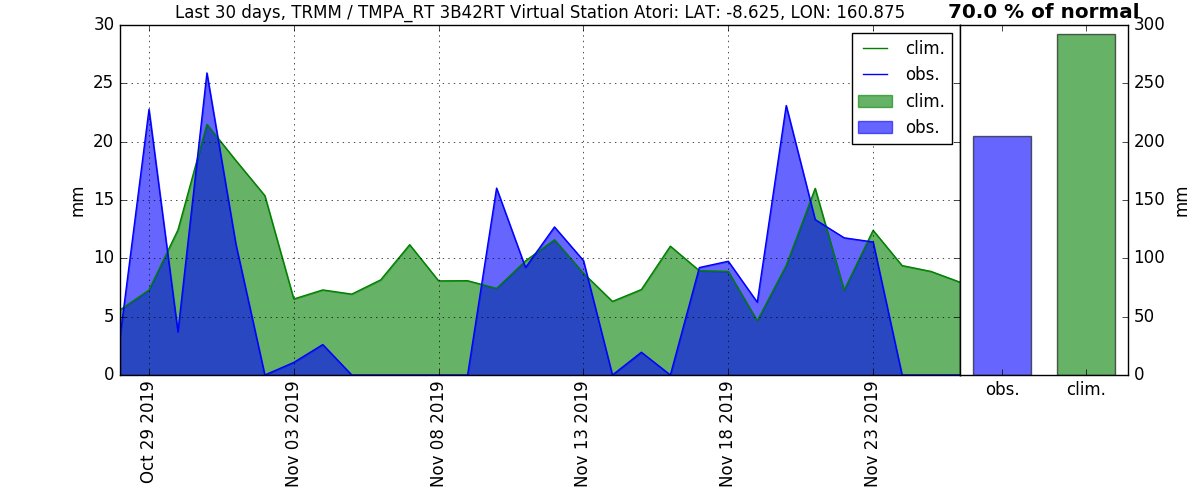 Last 30 days, TRMM / TMPA_RT 3B42RT Virtual Station Atori: LAT: -8.625, LON: 160.875
70.0 % of normal
30
25
20
15
10
5
0
mm
clim.
obs.
clim.
obs.
Oct 29 2019
Nov 03 2019
Nov 08 2019
Nov 13 2019
Nov 18 2019
Nov 23 2019
300
250
200
150
100
50
0
mm
obs.
clim.